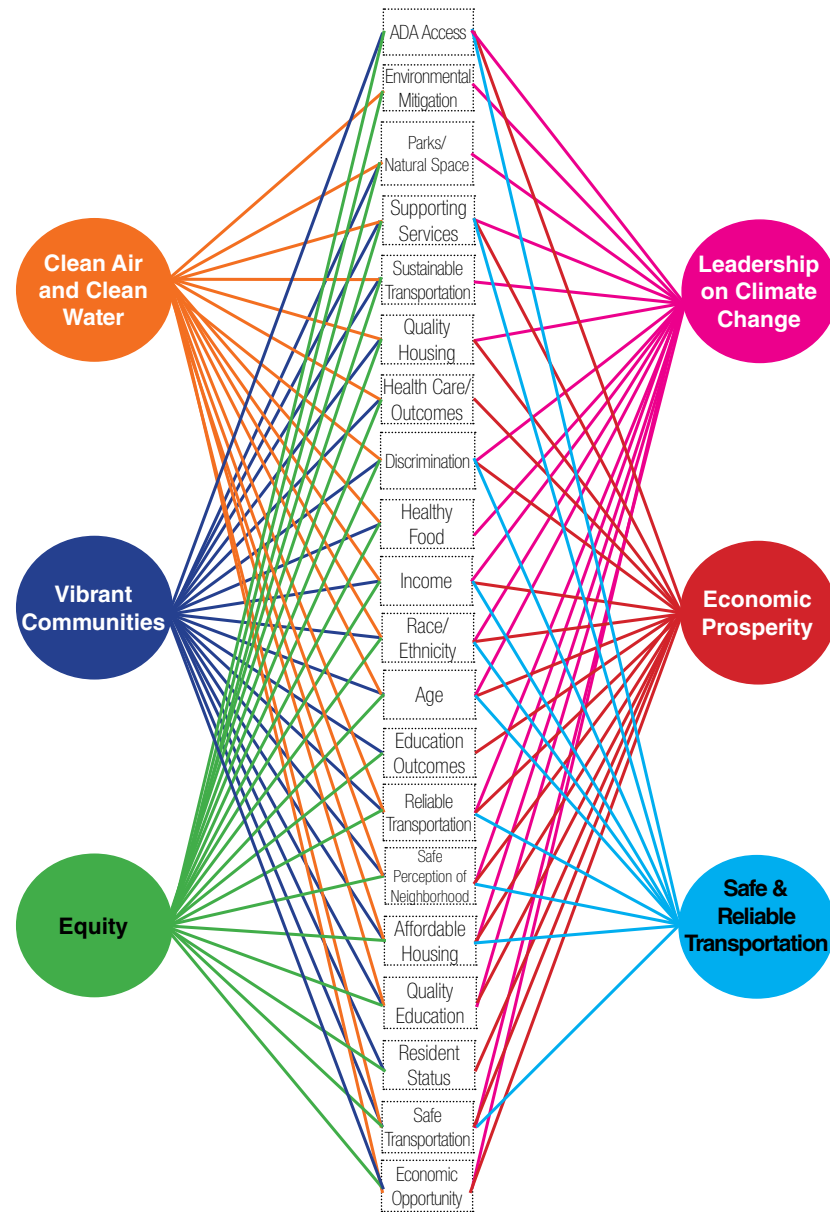 ADA Access
Environmental
Mitigation
Parks/
Natural Space
Supporting
Services
Sustainable
Transportation
Quality
Housing
Health Care/
Outcomes
Discrimination
Healthy
Food
Income
Race/
Ethnicity
Age
Education
Outcomes
Reliable
Transportation
Safe
Perception of
Neighborhood
Affordable
Housing
Quality
Education
Resident
Status
Safe
Transportation
Economic
Opportunity
Clean Air
and Clean
Water
Vibrant
Communities
Equity
Leadership
on Climate
Change
Economic
Prosperity
Safe &
Reliable
Transportation